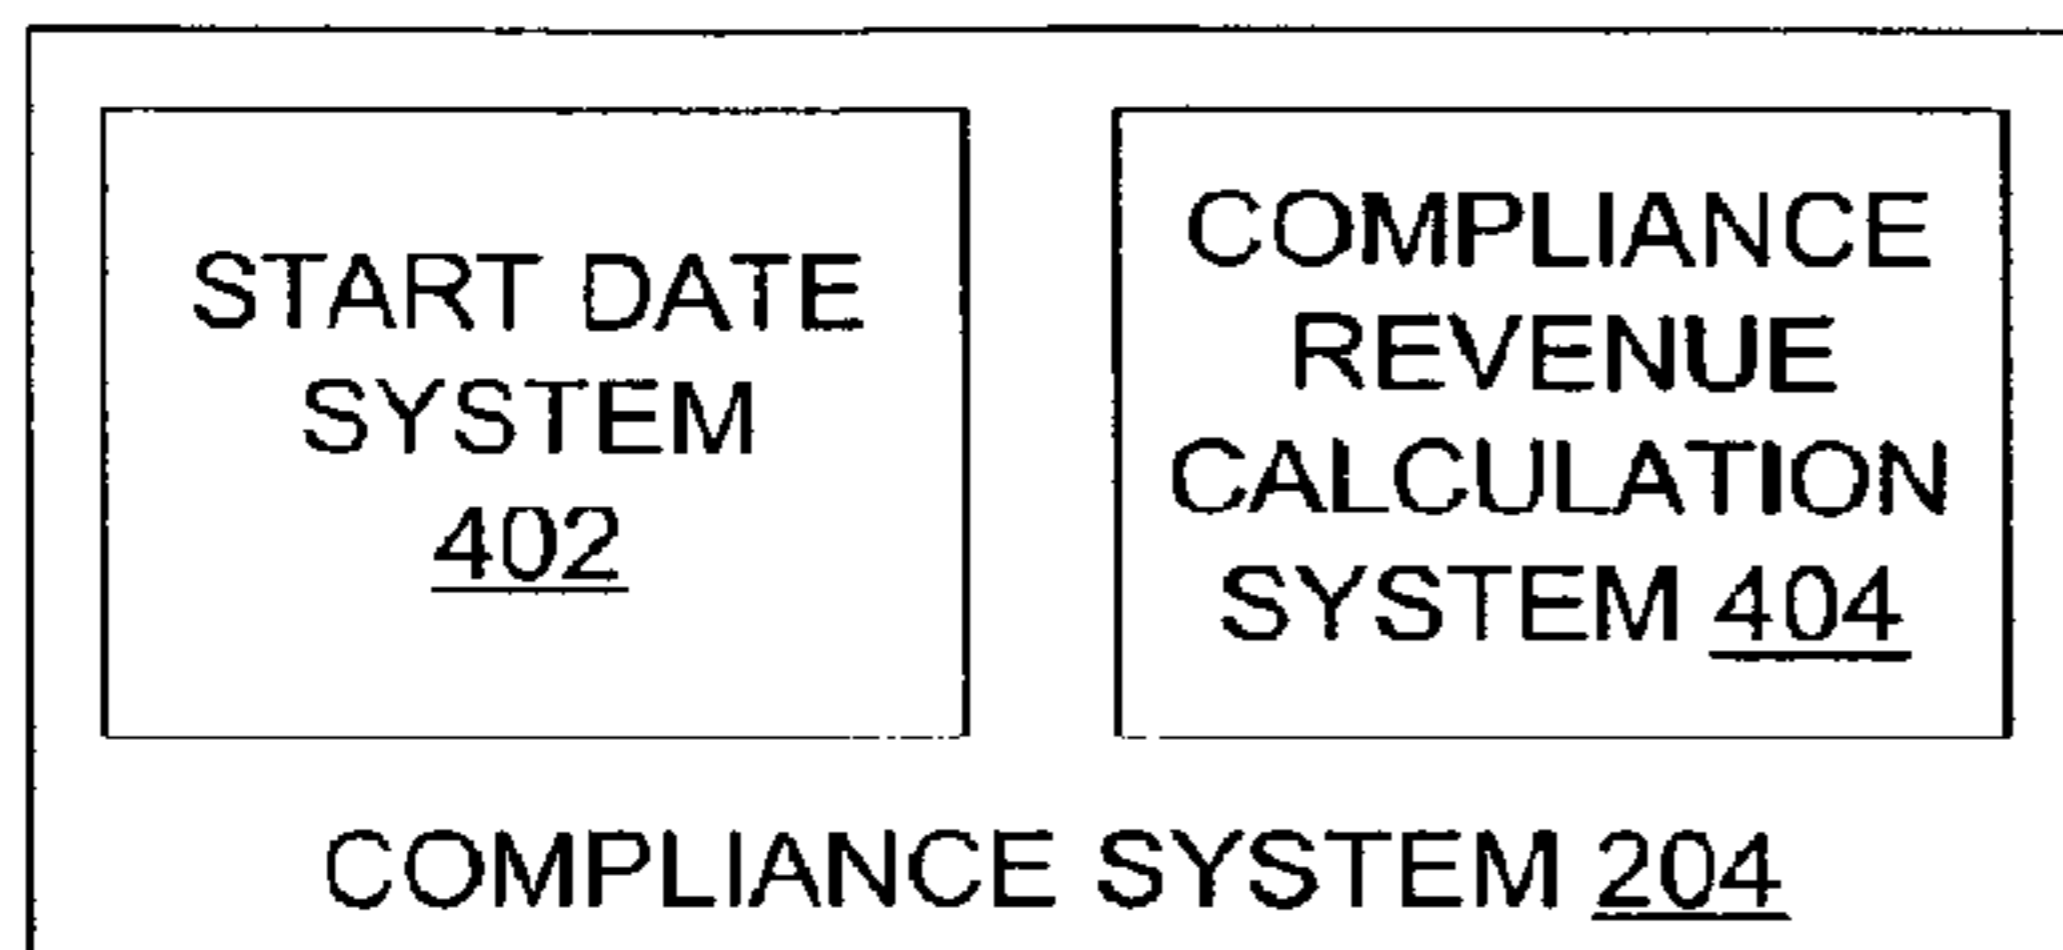 START DATE
SYSTEM
402
COMPLIANCE
REVENUE
CALCULATION
SYSTEM 404
COMPLIANCE SYSTEM 204